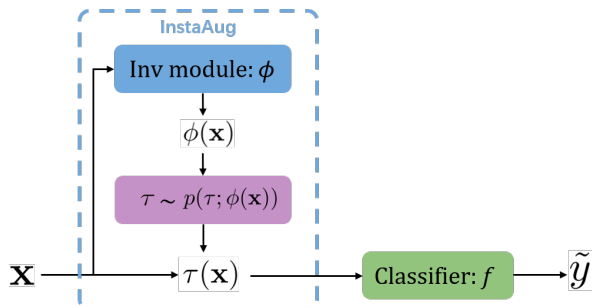 InstaAug
Inv module: ϕ
ϕ(𝐱)
τ ~ p(τ; ϕ(𝐱))
𝐱 τ(𝐱) Classifier: f ỹ